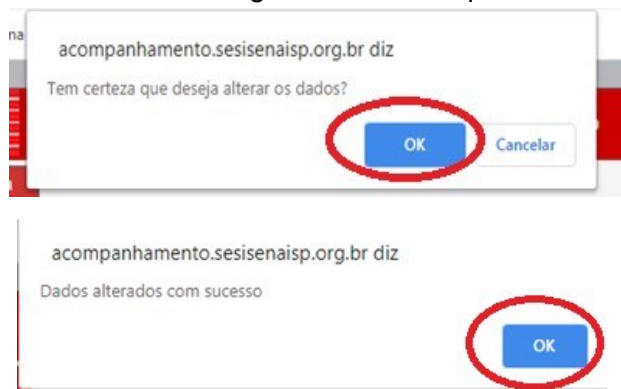 acompanhamento.sesisenaisp.org.br diz
Tem certeza que deseja alterar os dados?
OK Cancelar
acompanhamento.sesisenaisp.org.br diz
Dados alterados com sucesso
OK